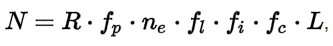 N = R · f_p · n_e · f_l · f_i · f_c · L,